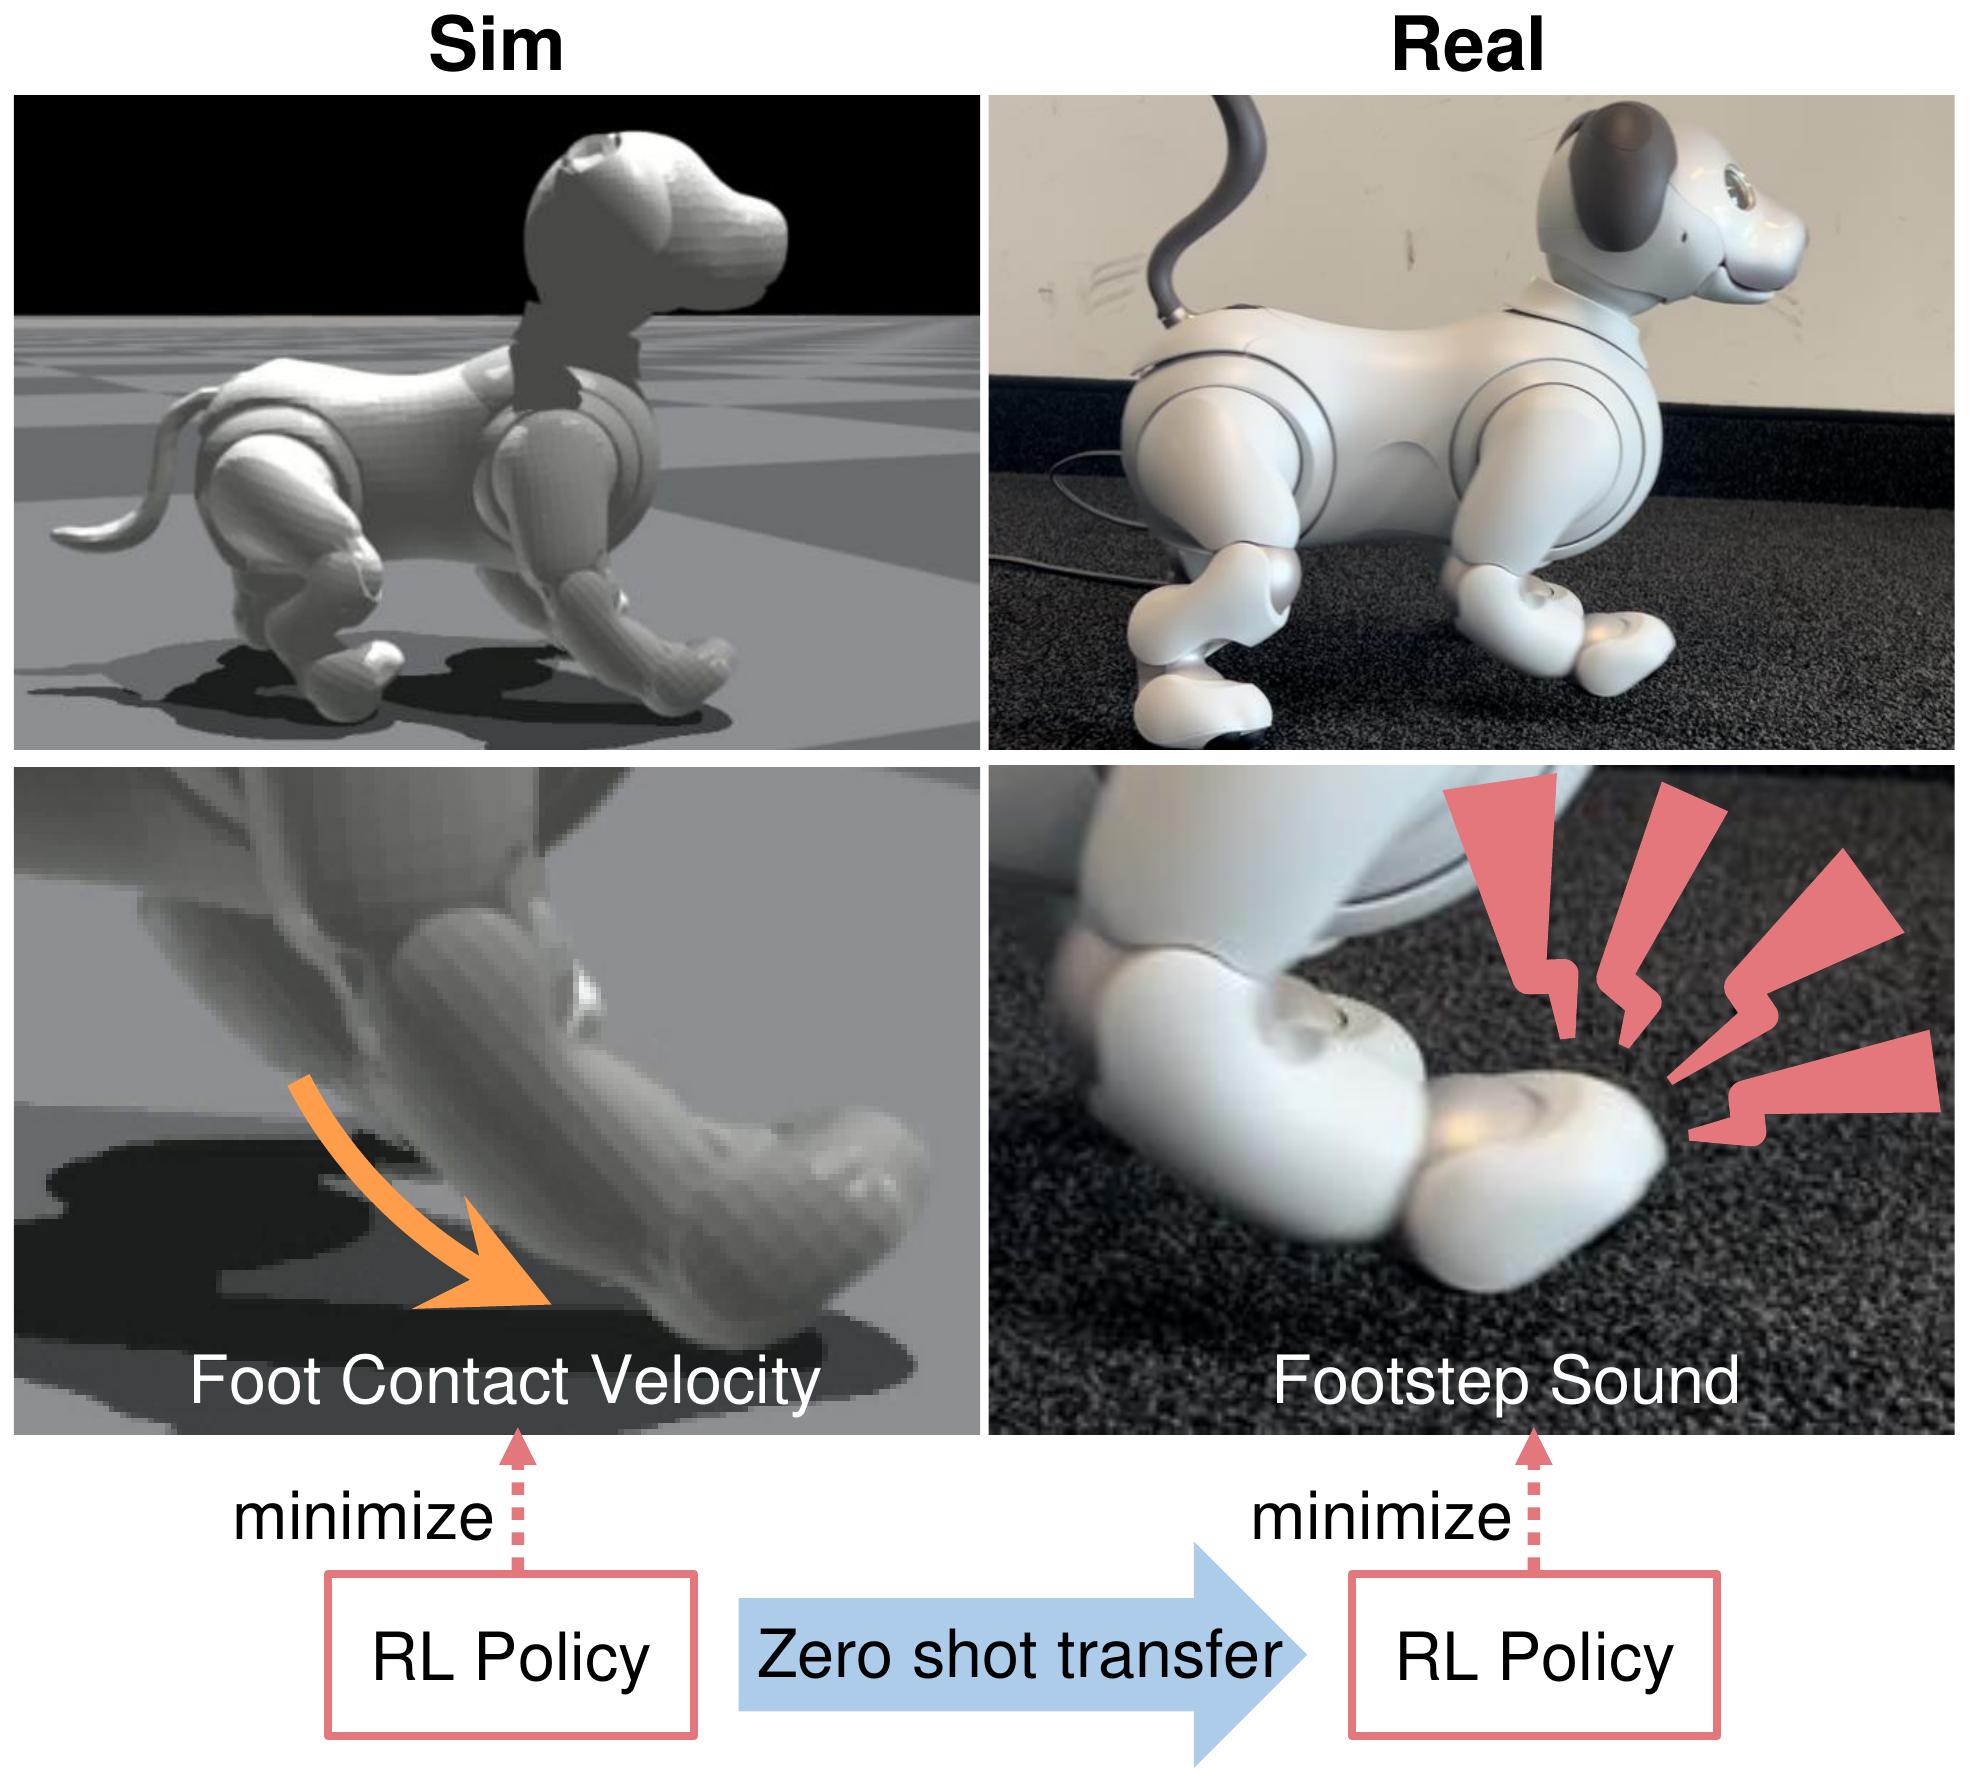 Sim
Real
Foot Contact Velocity
Footstep Sound
minimize
minimize
RL Policy
Zero shot transfer
RL Policy